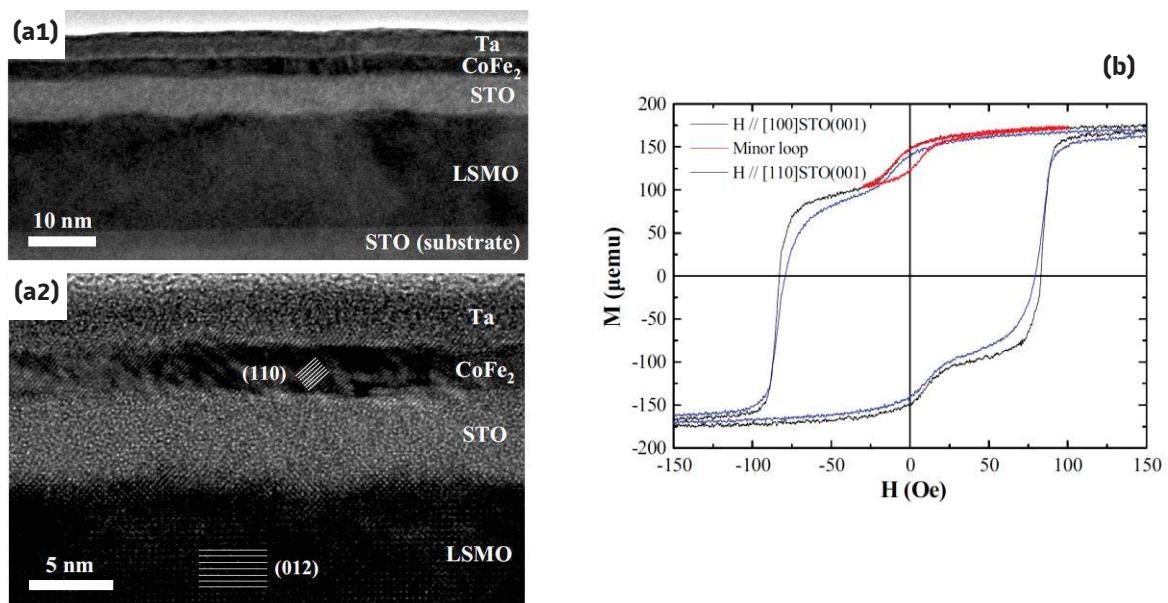 (a1)
Ta
CoFe₂
STO
LSMO
10 nm
STO (substrate)
(a2)
Ta
(110)
CoFe₂
STO
LSMO
(012)
5 nm
(b)
200
150
100
50
0
-50
-100
-150
-200
M (µemu)
H // [100]STO(001)
Minor loop
H // [110]STO(001)
-150 -100 -50 0 50 100 150
H (Oe)